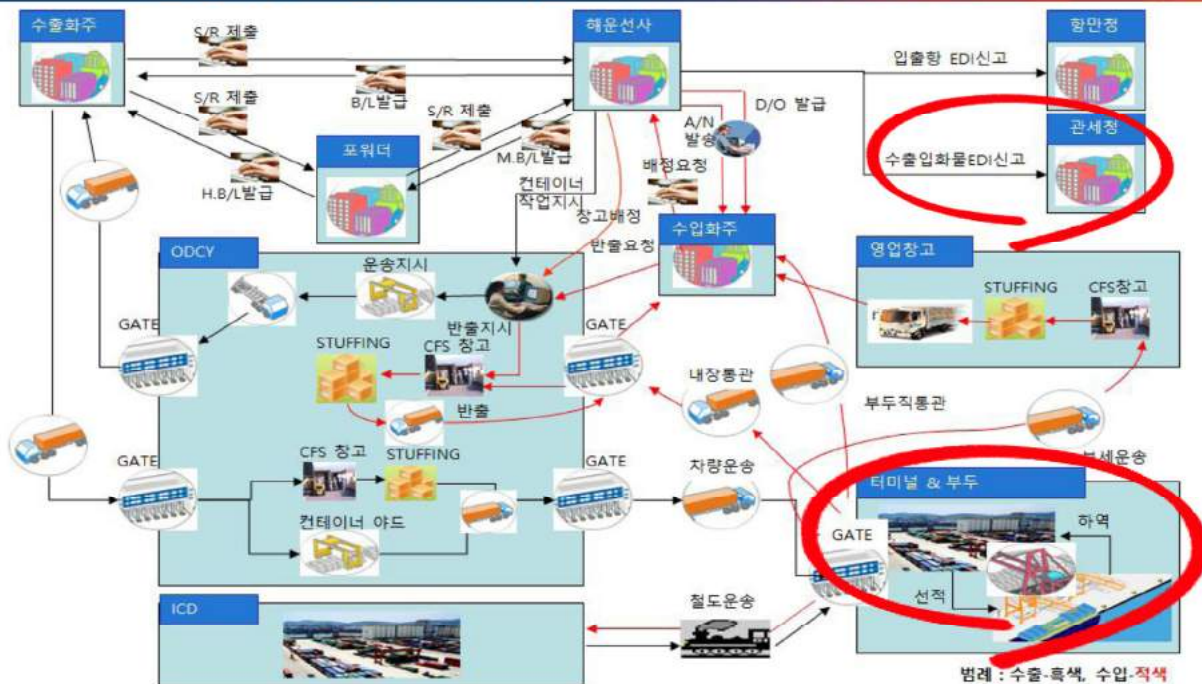 수출화주
해운선사
항만청
S/R 제출
입출항 EDI신고
B/L발급
D/O 발급
S/R 제출
S/R 제출
A/N
발송
관세청
포워더
M.B/L발급
배정요청
수출입화물EDI신고
H.B/L발급
컨테이너
작업지시
창고배정
수입화주
반출요청
영업창고
ODCY
운송지시
STUFFING
CFS창고
GATE
반출지시
GATE
STUFFING
CFS 창고
내장통관
부두직통관
반출
GATE
CFS 창고
STUFFING
GATE
차량운송
터미널 & 부두
컨테이너 야드
GATE
하역
선적
ICD
철도운송
범례 : 수출-흑색, 수입-적색